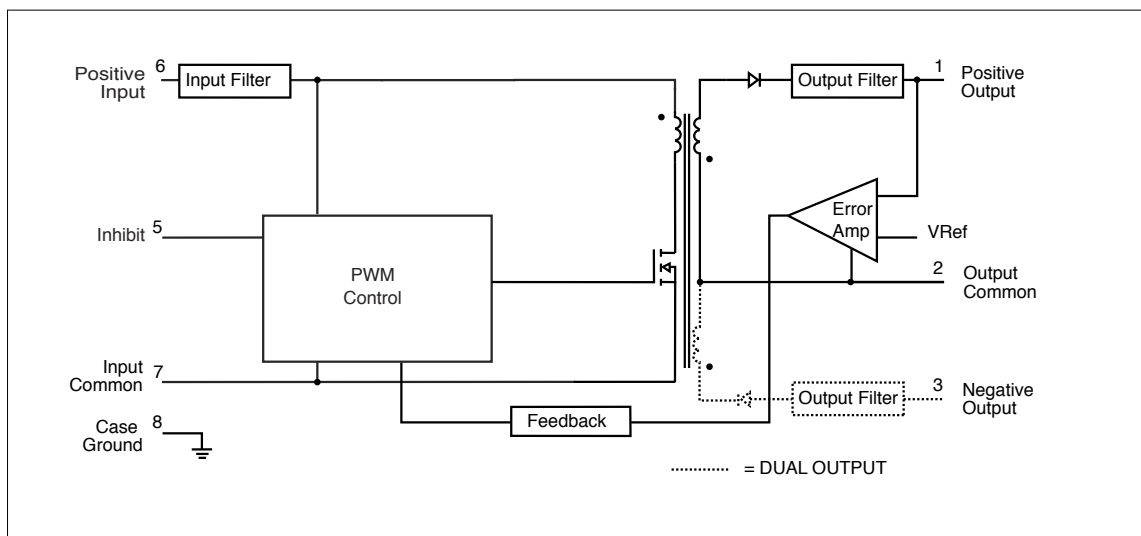 6
Positive
Input
Input Filter
Output Filter
1
Positive
Output
Inhibit
5
PWM
Control
Error
Amp
VRef
2
Output
Common
Input
Common
7
Output Filter
3
Negative
Output
Case
Ground
8
Feedback
= DUAL OUTPUT